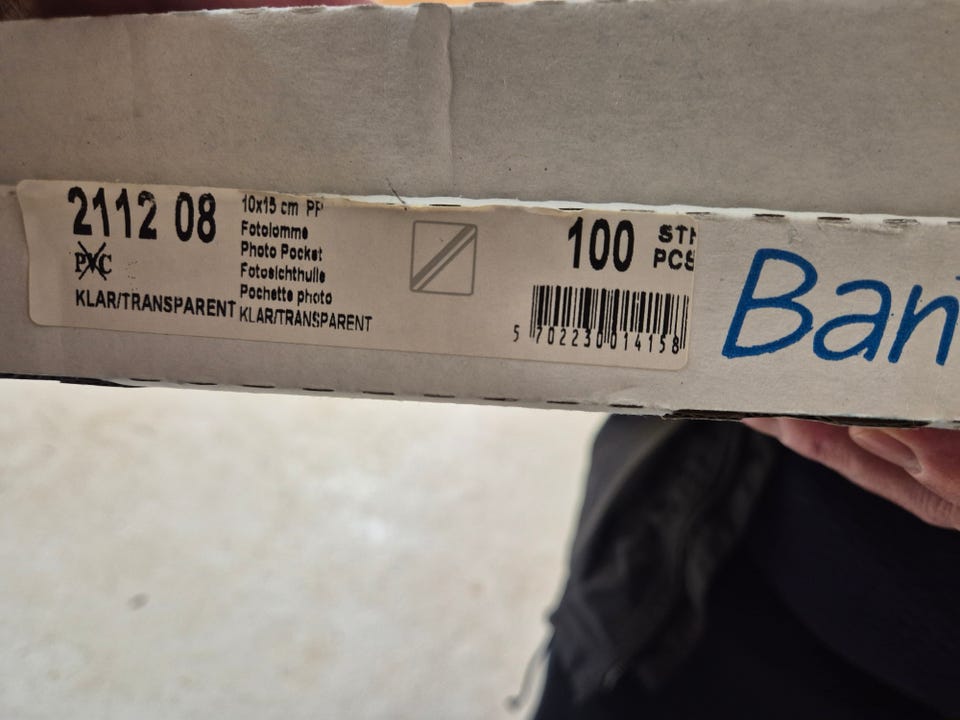 2112 08
PVC
KLAR/TRANSPARENT
10x15 cm PP
Fotolomme
Photo Pocket
Fotosichthulle
Pochette photo
KLAR/TRANSPARENT
100
PCS
5 702230 014158
Ban